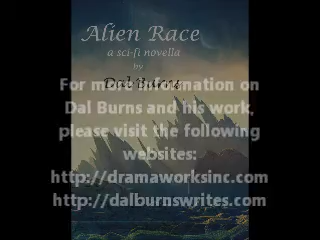 Alien Race
a sci-fi novella
by
Dal Burns
For more information on
Dal Burns and his work,
please visit the following
websites:
http://dramaworksinc.com
http://dalburnswrites.com